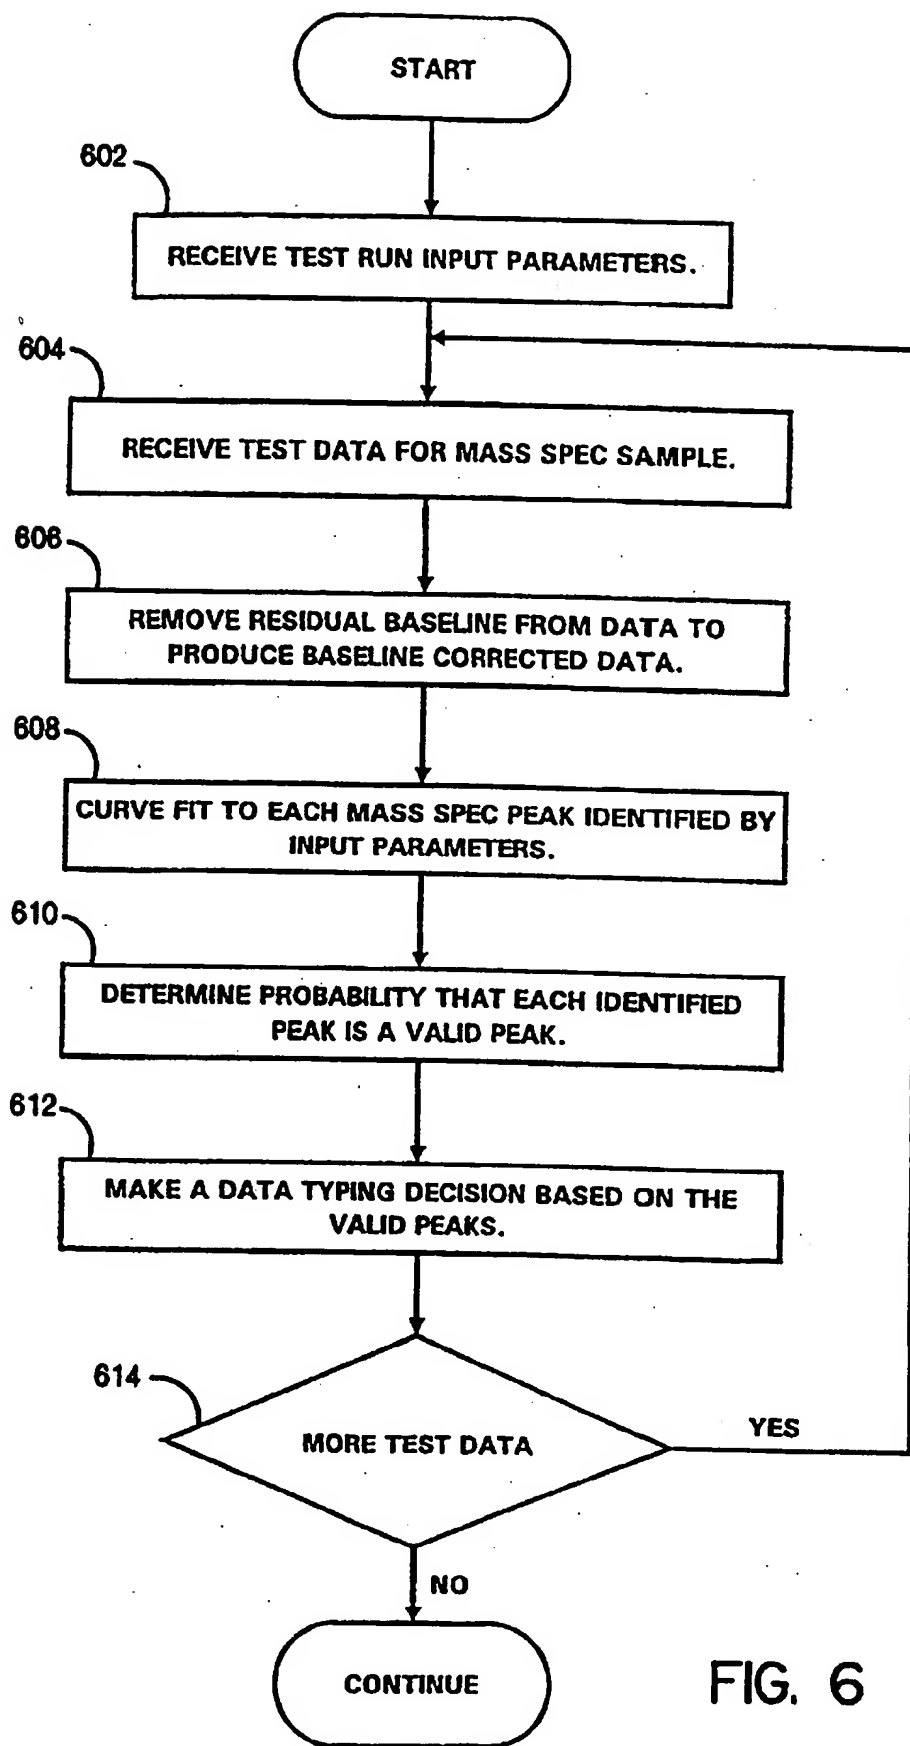 START
602
RECEIVE TEST RUN INPUT PARAMETERS.
604
RECEIVE TEST DATA FOR MASS SPEC SAMPLE.
606
REMOVE RESIDUAL BASELINE FROM DATA TO
PRODUCE BASELINE CORRECTED DATA.
608
CURVE FIT TO EACH MASS SPEC PEAK IDENTIFIED BY
INPUT PARAMETERS.
610
DETERMINE PROBABILITY THAT EACH IDENTIFIED
PEAK IS A VALID PEAK.
612
MAKE A DATA TYPING DECISION BASED ON THE
VALID PEAKS.
614
MORE TEST DATA
YES
NO
CONTINUE
FIG. 6